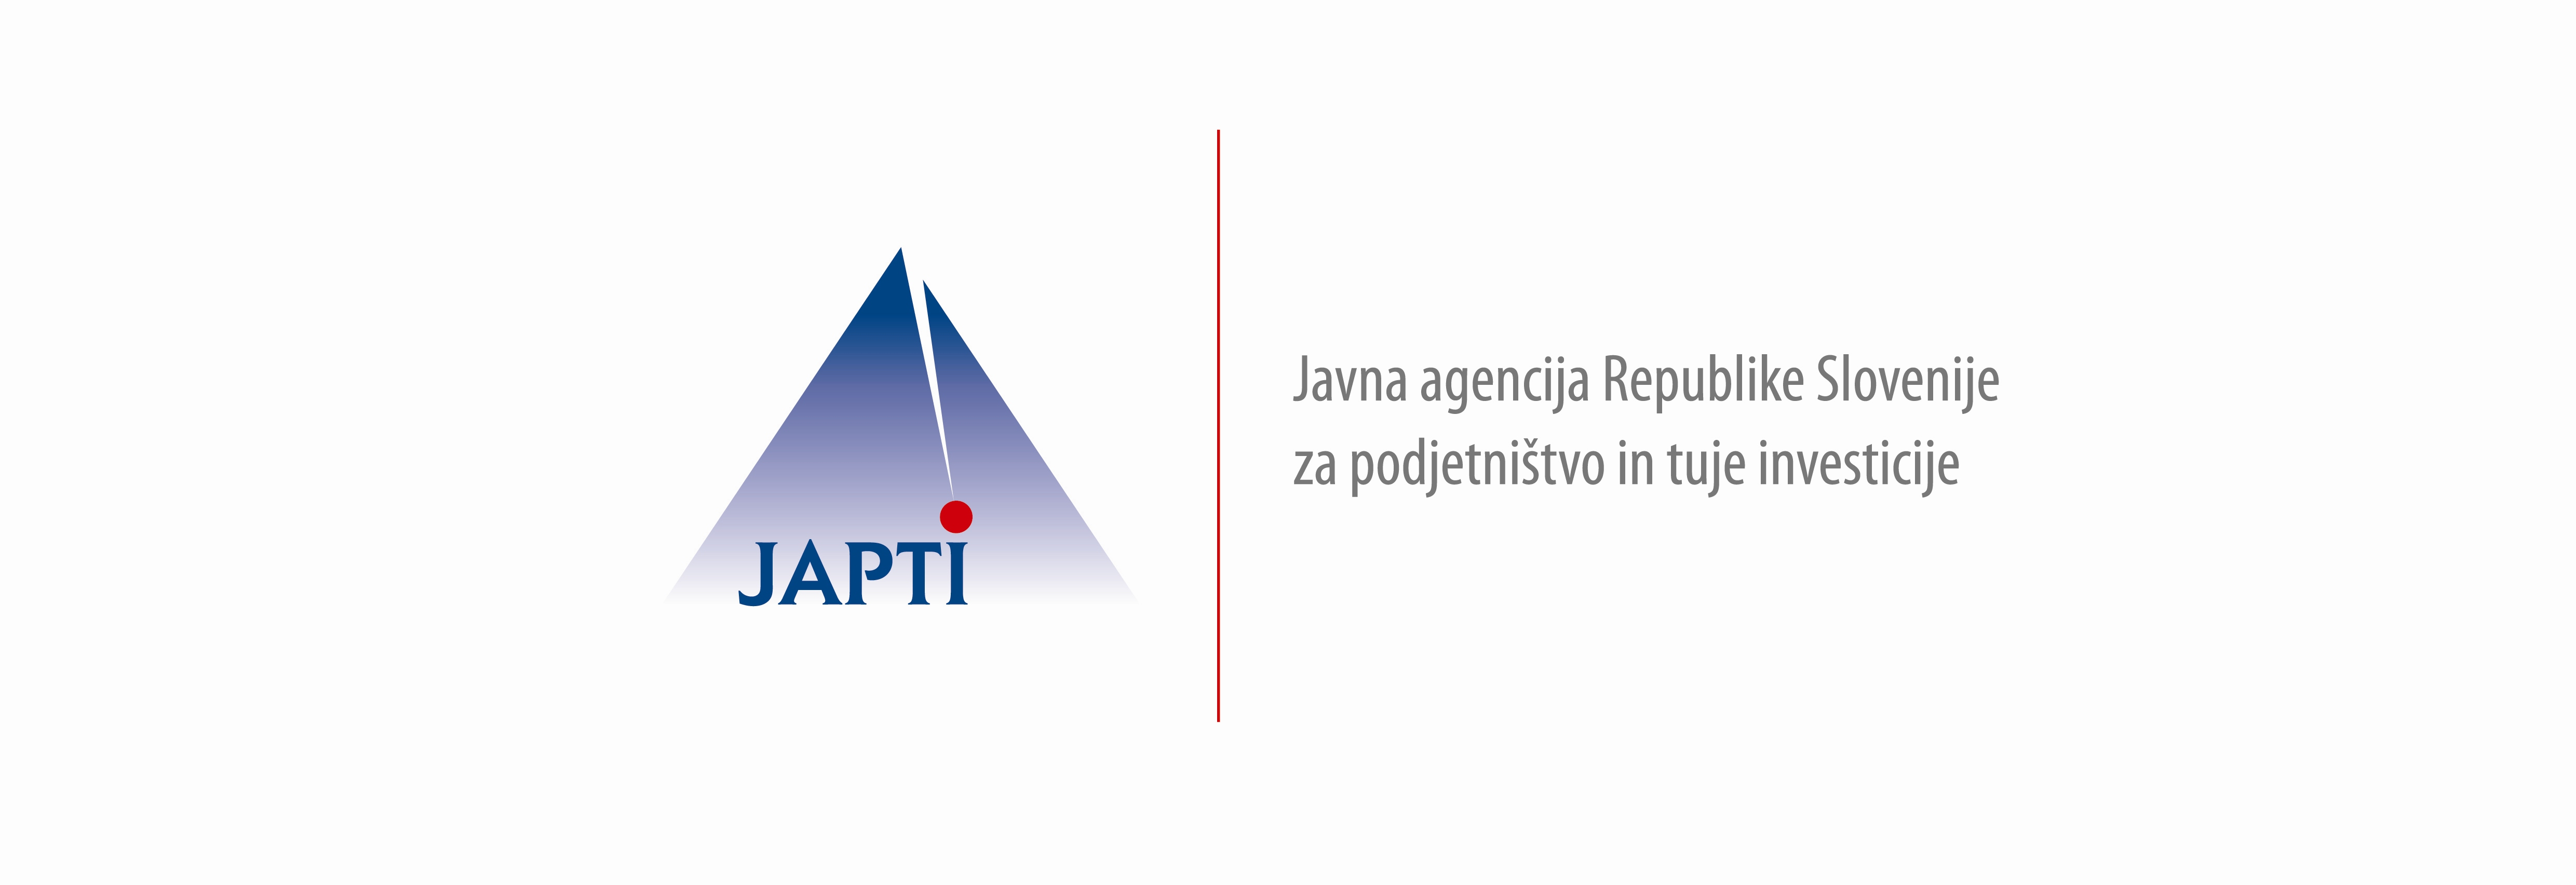 JAPTi
Javna agencija Republike Slovenije
za podjetništvo in tuje investicije